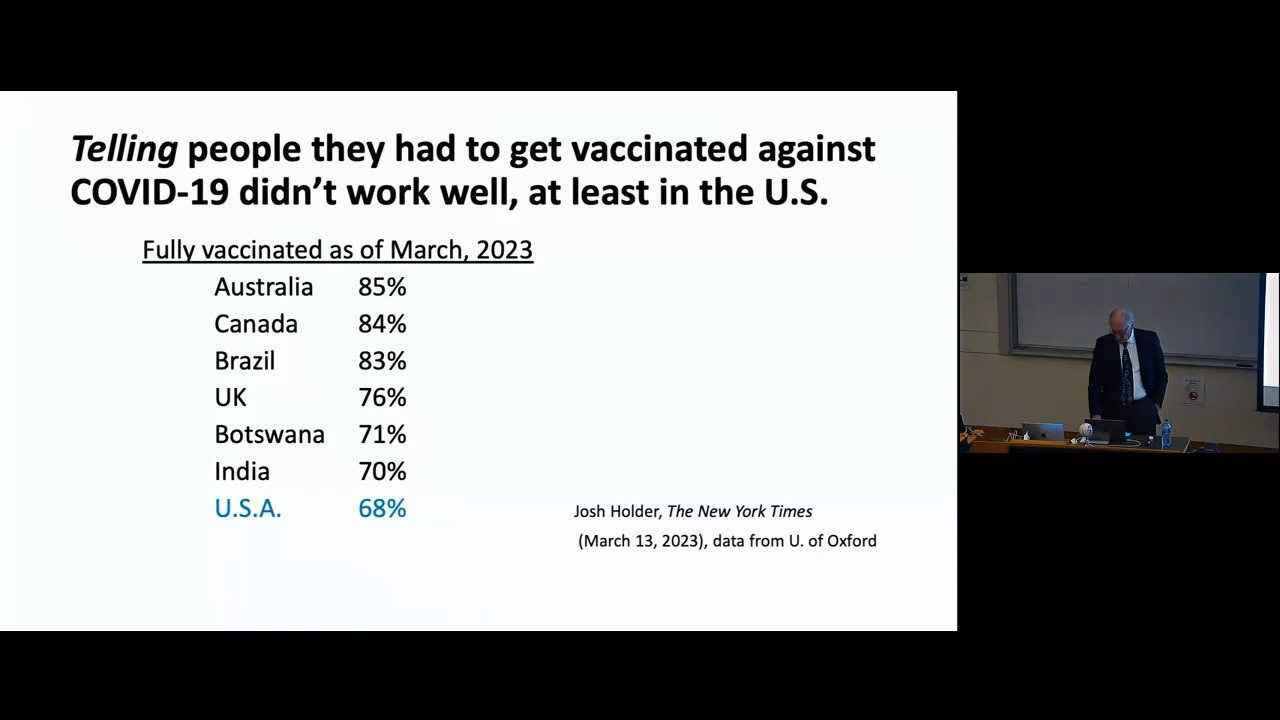 Telling people they had to get vaccinated against
COVID-19 didn’t work well, at least in the U.S.
Fully vaccinated as of March, 2023
Australia 85%
Canada 84%
Brazil 83%
UK 76%
Botswana 71%
India 70%
U.S.A. 68%
Josh Holder, The New York Times
(March 13, 2023), data from U. of Oxford